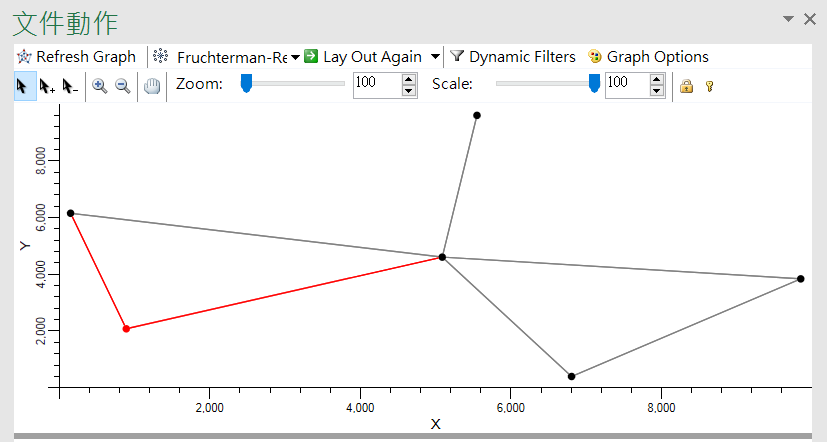 文件動作
Refresh Graph Fruchterman-Re Lay Out Again Dynamic Filters Graph Options
Zoom: 100 Scale: 100
8,000
6,000
Y
4,000
2,000
2,000 4,000 6,000 8,000
X